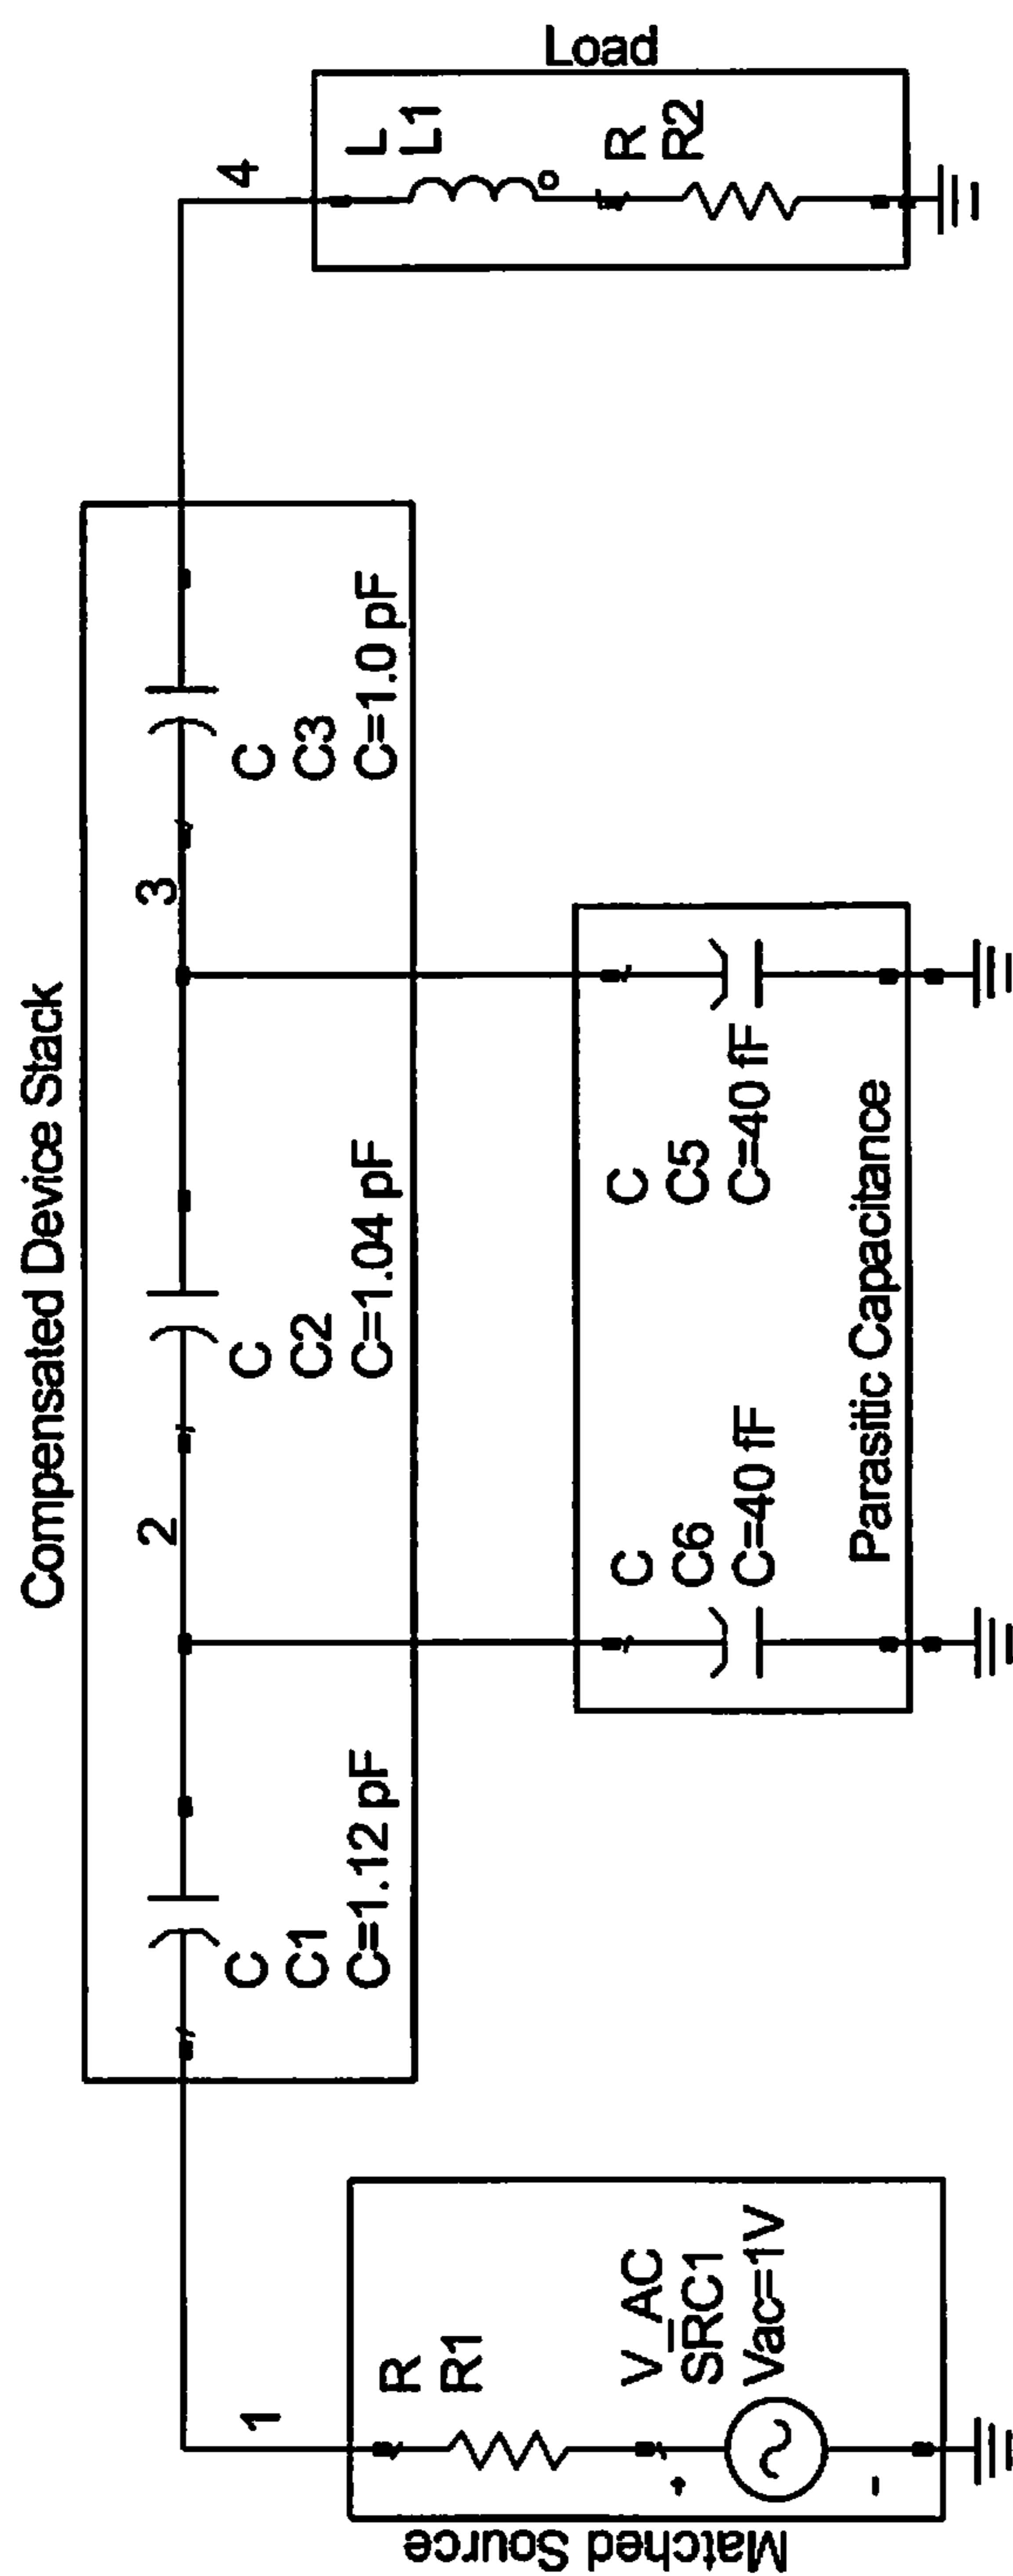 Compensated Device Stack
Matched Source
1
R
R1
V_AC
SRC1
Vac=1V
+
-
C
C1
C=1.12 pF
2
C
C2
C=1.04 pF
3
C
C3
C=1.0 pF
4
C
C6
C=40 fF
C
C5
C=40 fF
Parasitic Capacitance
Load
L
L1
R
R2